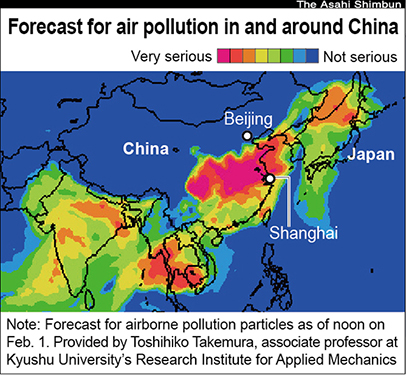 The Asahi Shimbun
Forecast for air pollution in and around China
Very serious Not serious
Beijing
China
Japan
Shanghai
Note: Forecast for airborne pollution particles as of noon on
Feb. 1. Provided by Toshihiko Takemura, associate professor at
Kyushu University’s Research Institute for Applied Mechanics